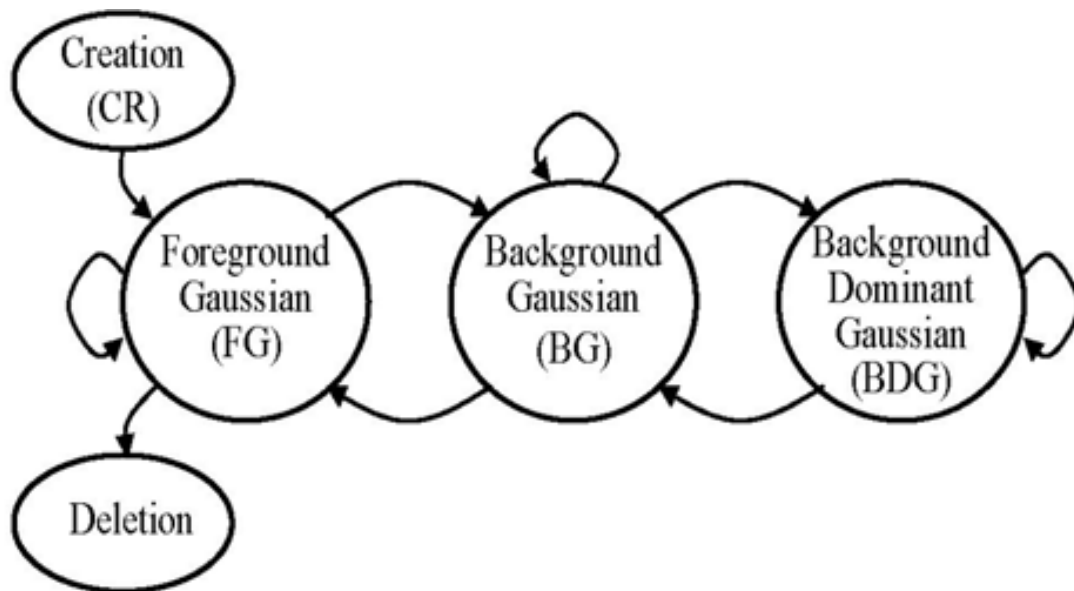 Creation
(CR)
Foreground
Gaussian
(FG)
Background
Gaussian
(BG)
Background
Dominant
Gaussian
(BDG)
Deletion